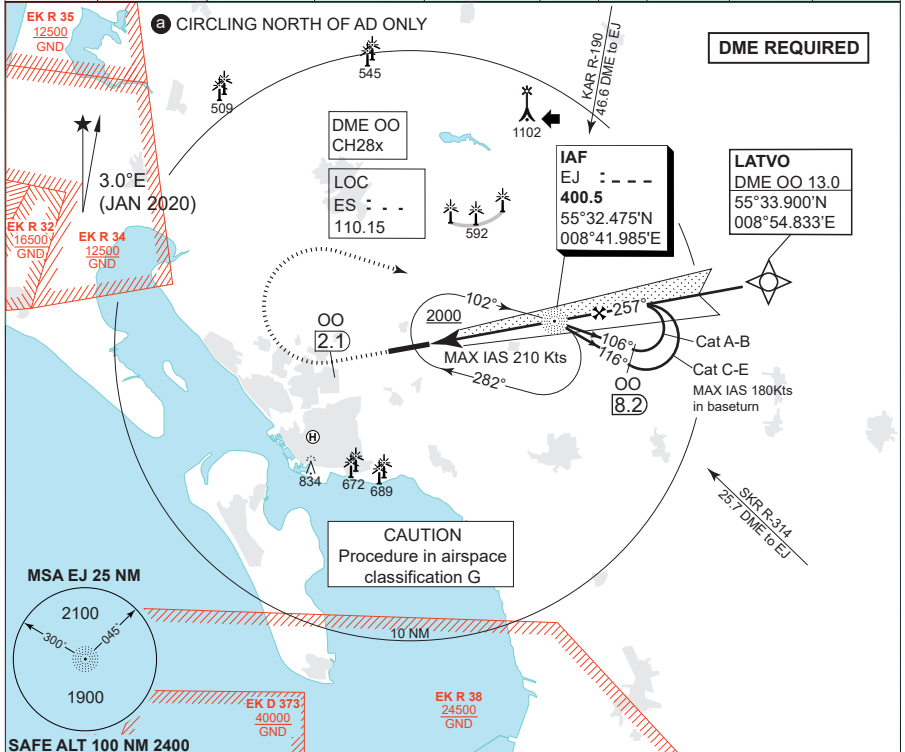 EK R 35
12500
GND
a CIRCLING NORTH OF AD ONLY
DME REQUIRED
545
509
KAR R-190
46.6 DME to EJ
1102
DME OO
CH28x
LOC
ES : - - -
110.15
IAF
EJ : - - - -
400.5
55°32.475'N
008°41.985'E
LATVO
DME OO 13.0
55°33.900'N
008°54.833'E
3.0°E
(JAN 2020)
592
EK R 32
16500
GND
EK R 34
12500
GND
102°
2000
257°
OO
2.1
MAX IAS 210 Kts
106°
116°
Cat A-B
282°
Cat C-E
OO
8.2
MAX IAS 180Kts
in baseturn
H
834
672
689
SKR R-314
25.7 DME to EJ
CAUTION
Procedure in airspace
classification G
MSA EJ 25 NM
2100
300°
045°
1900
10 NM
EK D 373
40000
GND
EK R 38
24500
GND
SAFE ALT 100 NM 2400